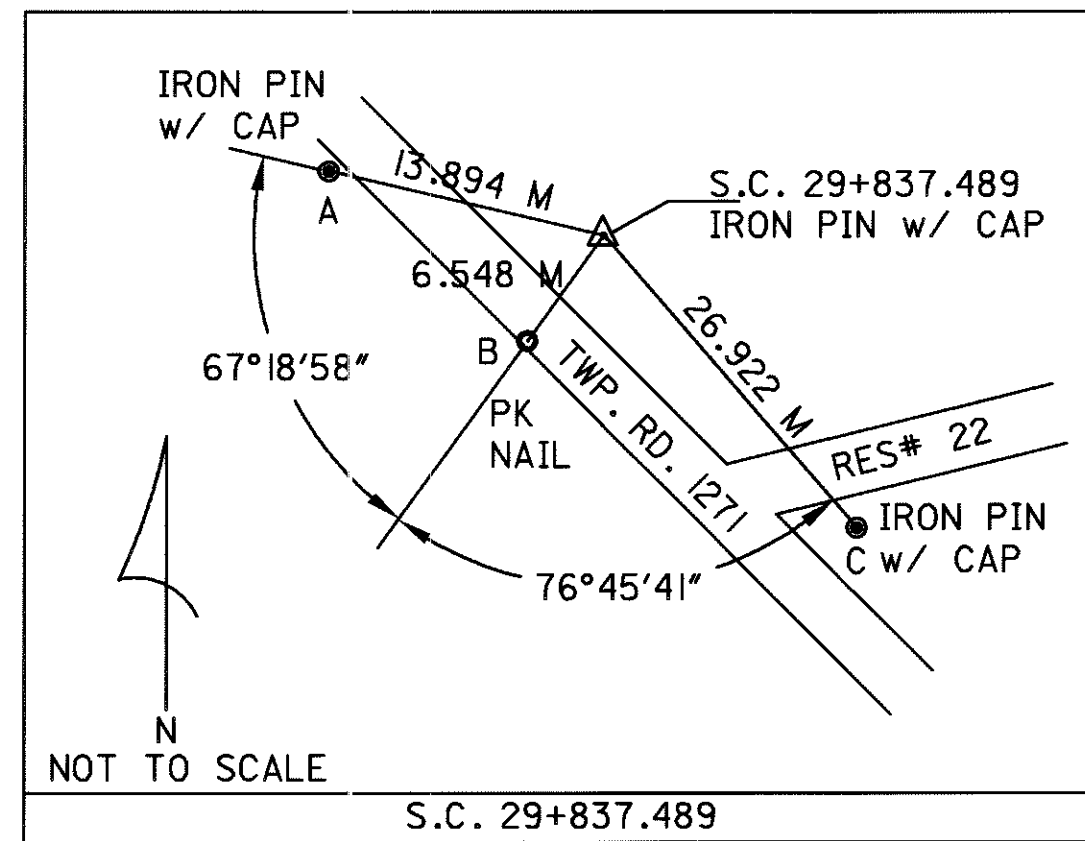 IRON PIN
w/ CAP
A
13.894 M
S.C. 29+837.489
IRON PIN w/ CAP
6.548 M
26.922 M
B
67°18'58"
TWP. RD. 1271
PK
NAIL
RES# 22
IRON PIN
C w/ CAP
76°45'41"
N
NOT TO SCALE
S.C. 29+837.489